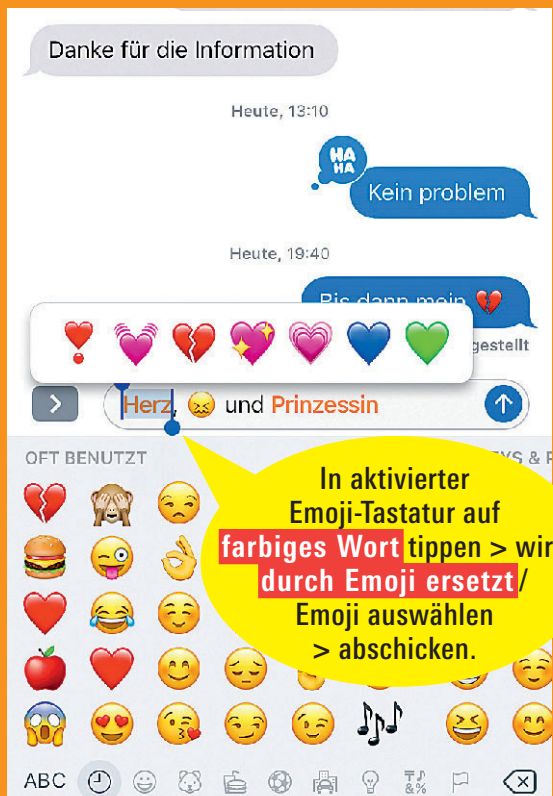 Danke für die Information
Heute, 13:10
HA
HA
Kein problem
Heute, 19:40
Bis dann mein
gestellt
Herz, und Prinzessin
OFT BENUTZT
YS & P
In aktivierter
Emoji-Tastatur auf
farbiges Wort tippen > wir
durch Emoji ersetzt/
Emoji auswählen
> abschicken.
ABC